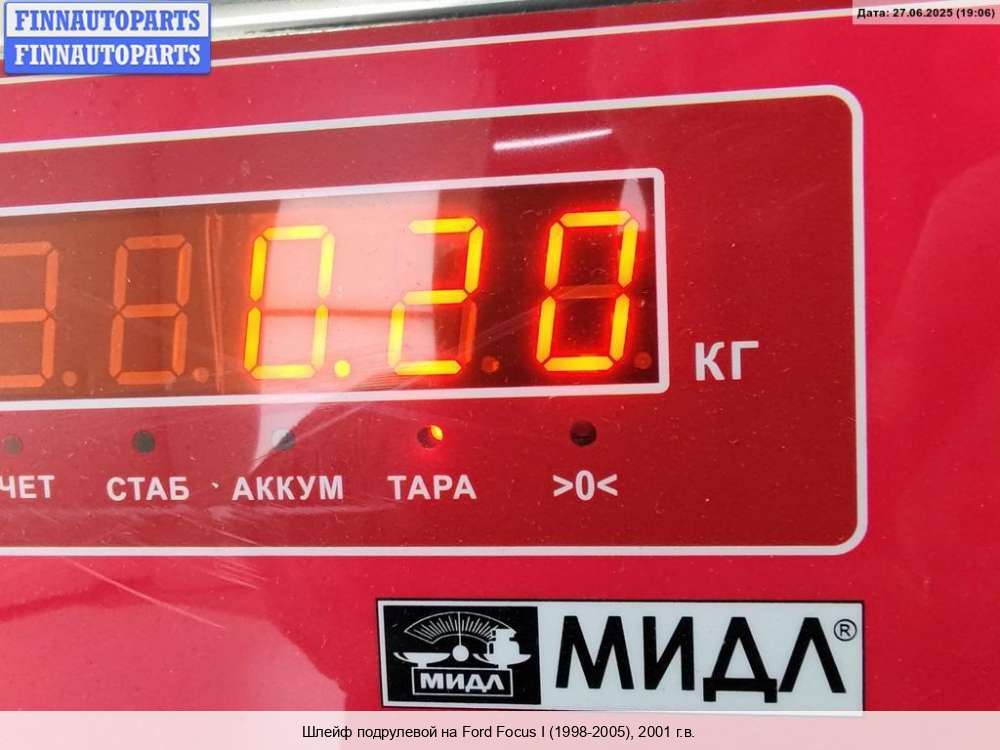 FINNAUTOPARTS
FINNAUTOPARTS
Дата: 27.06.2025 (19:06)
0.20
КГ
ЧЕТ СТАБ АККУМ ТАРА >0<
МИДЛ
МИДЛ®
Шлейф подрулевой на Ford Focus I (1998-2005), 2001 г.в.